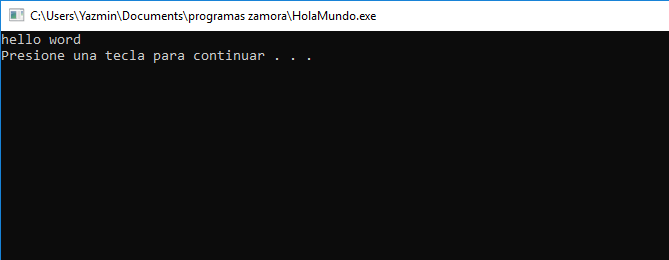 C:\Users\Yazmin\Documents\programas zamora\HolaMundo.exe
hello word
Presione una tecla para continuar . . .